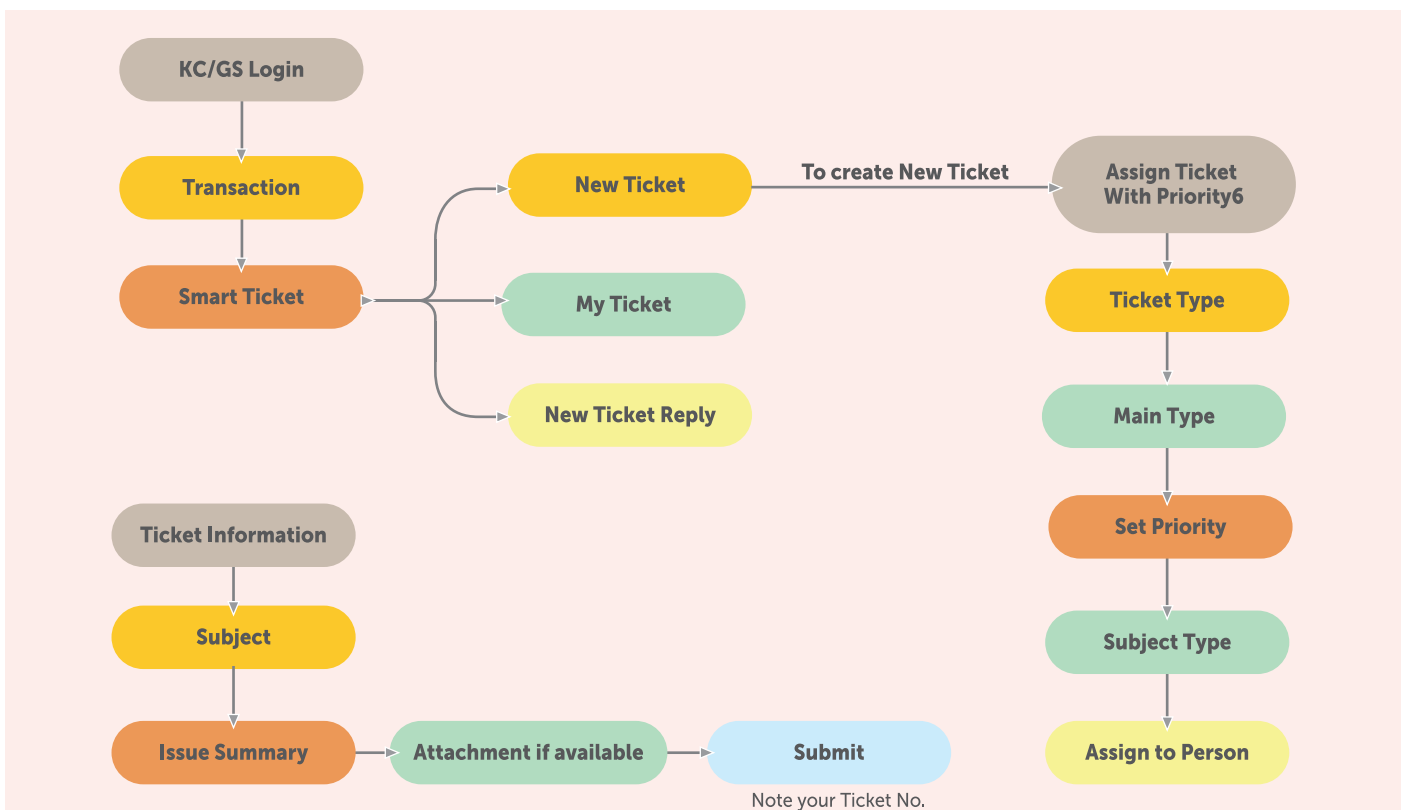 KC/GS Login
Transaction
Smart Ticket
New Ticket
My Ticket
New Ticket Reply
To create New Ticket
Assign Ticket
With Priority6
Ticket Type
Main Type
Set Priority
Subject Type
Assign to Person
Ticket Information
Subject
Issue Summary
Attachment if available
Submit
Note your Ticket No.